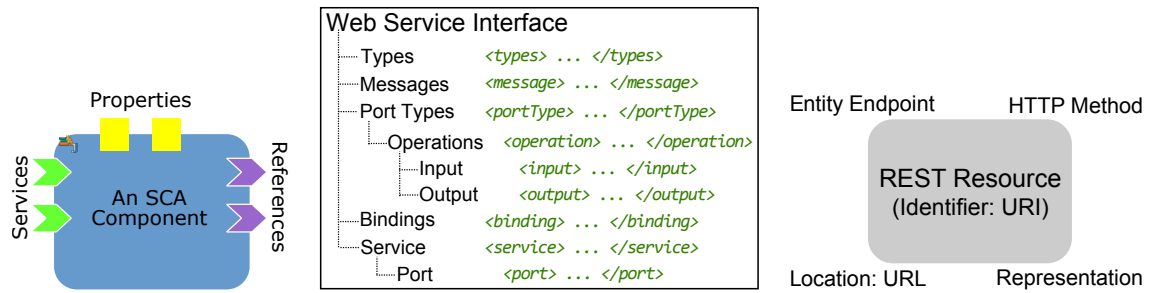 Properties
Services
An SCA
Component
References
Web Service Interface
Types <types> ... </types>
Messages <message> ... </message>
Port Types <portType> ... </portType>
Operations <operation> ... </operation>
Input <input> ... </input>
Output <output> ... </output>
Bindings <binding> ... </binding>
Service <service> ... </service>
Port <port> ... </port>
Entity Endpoint
HTTP Method
REST Resource
(Identifier: URI)
Location: URL
Representation